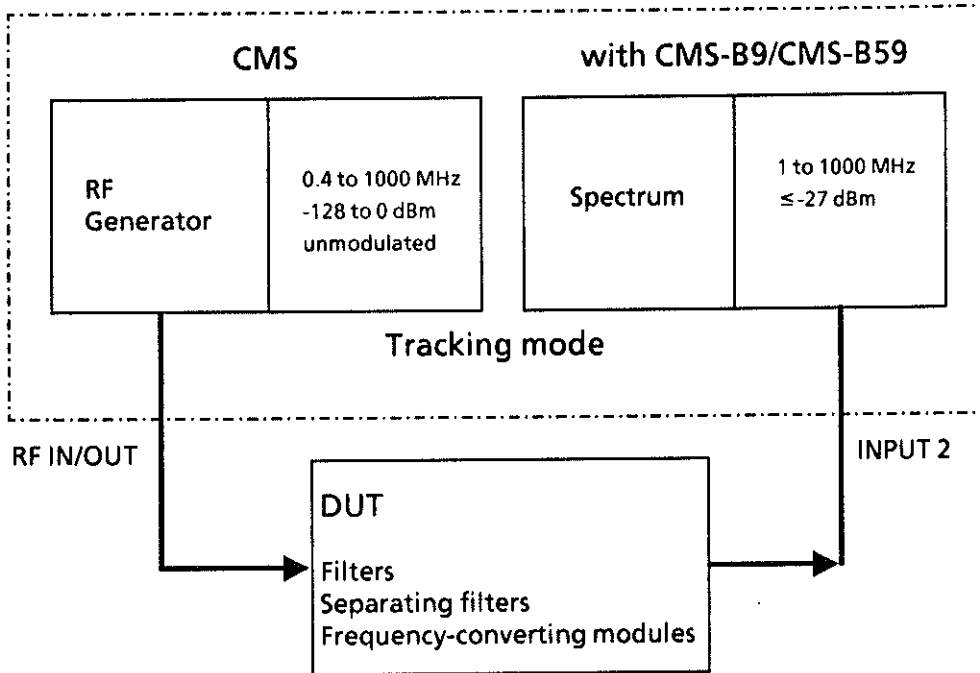 CMS
with CMS-B9/CMS-B59
RF
Generator
0.4 to 1000 MHz
-128 to 0 dBm
unmodulated
Spectrum
1 to 1000 MHz
≤-27 dBm
Tracking mode
RF IN/OUT
INPUT 2
DUT
Filters
Separating filters
Frequency-converting modules